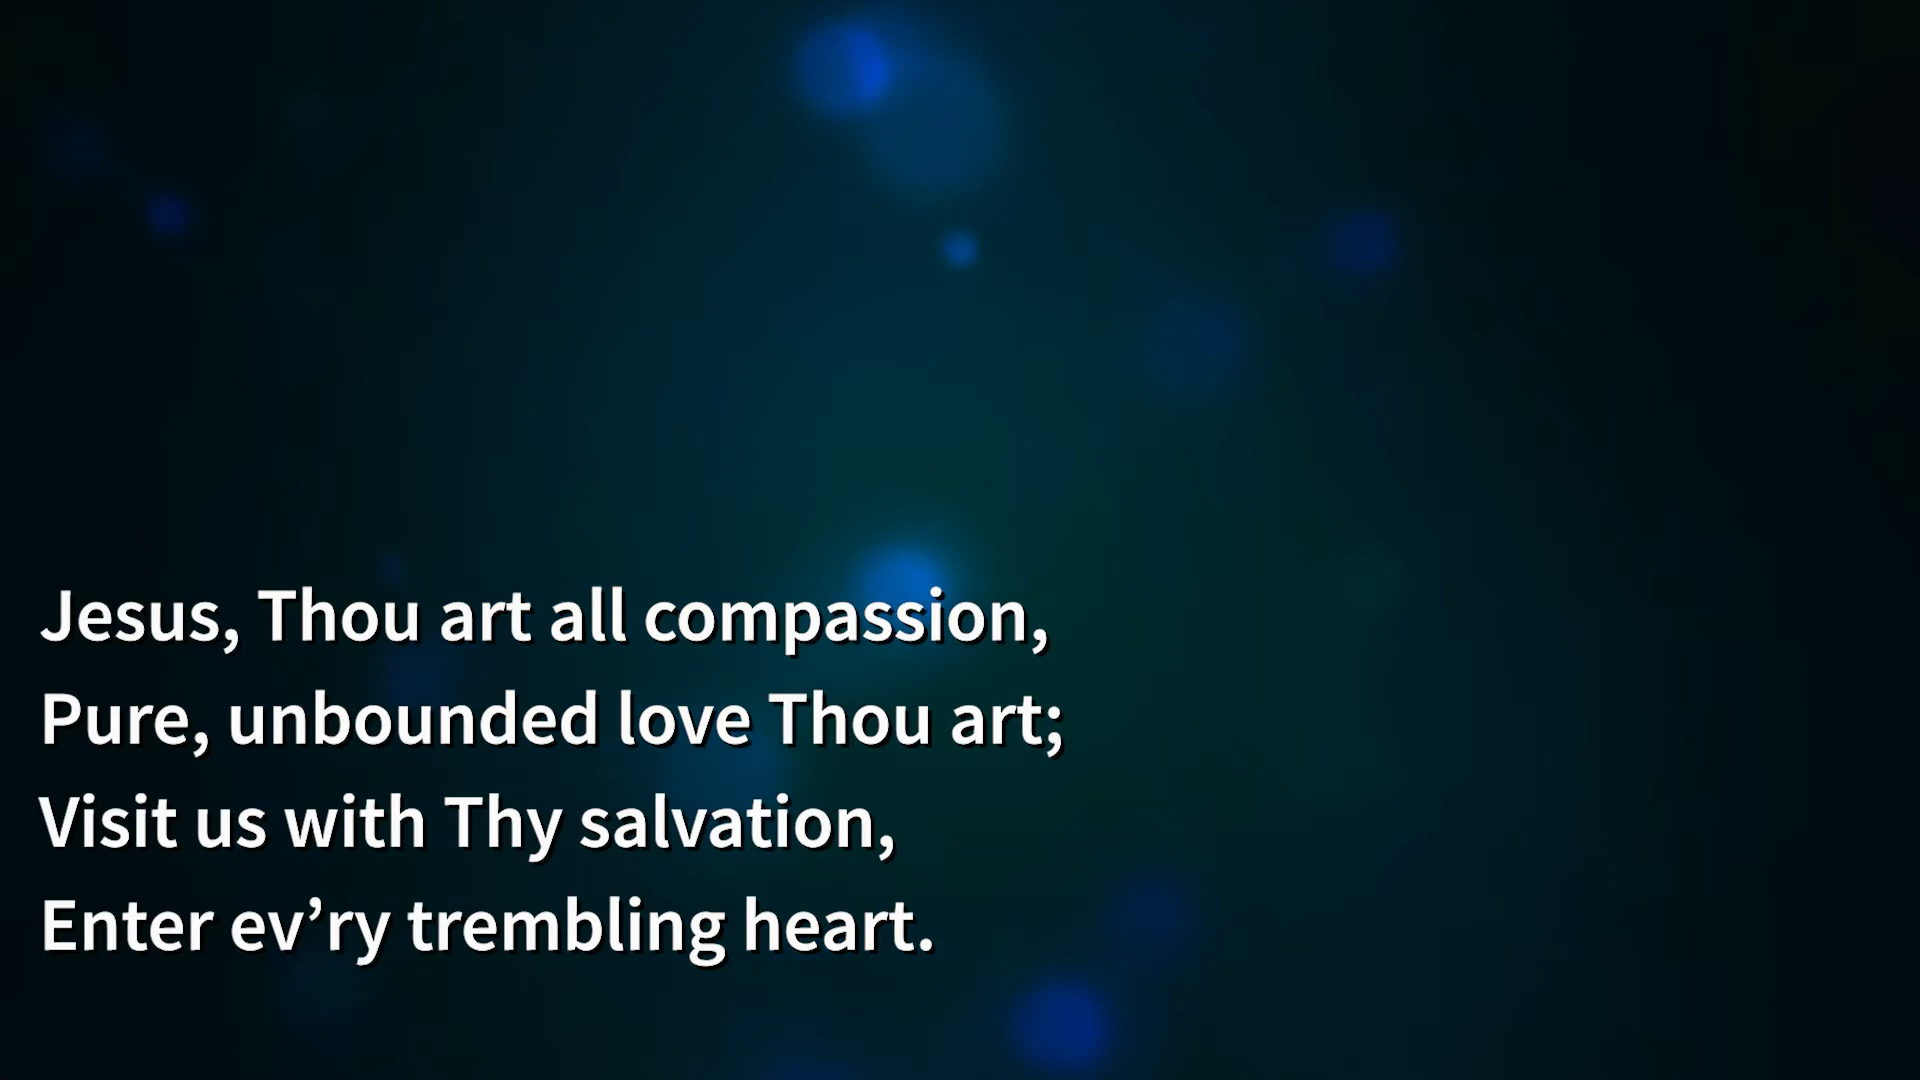 Jesus, Thou art all compassion,
Pure, unbounded love Thou art;
Visit us with Thy salvation,
Enter ev’ry trembling heart.